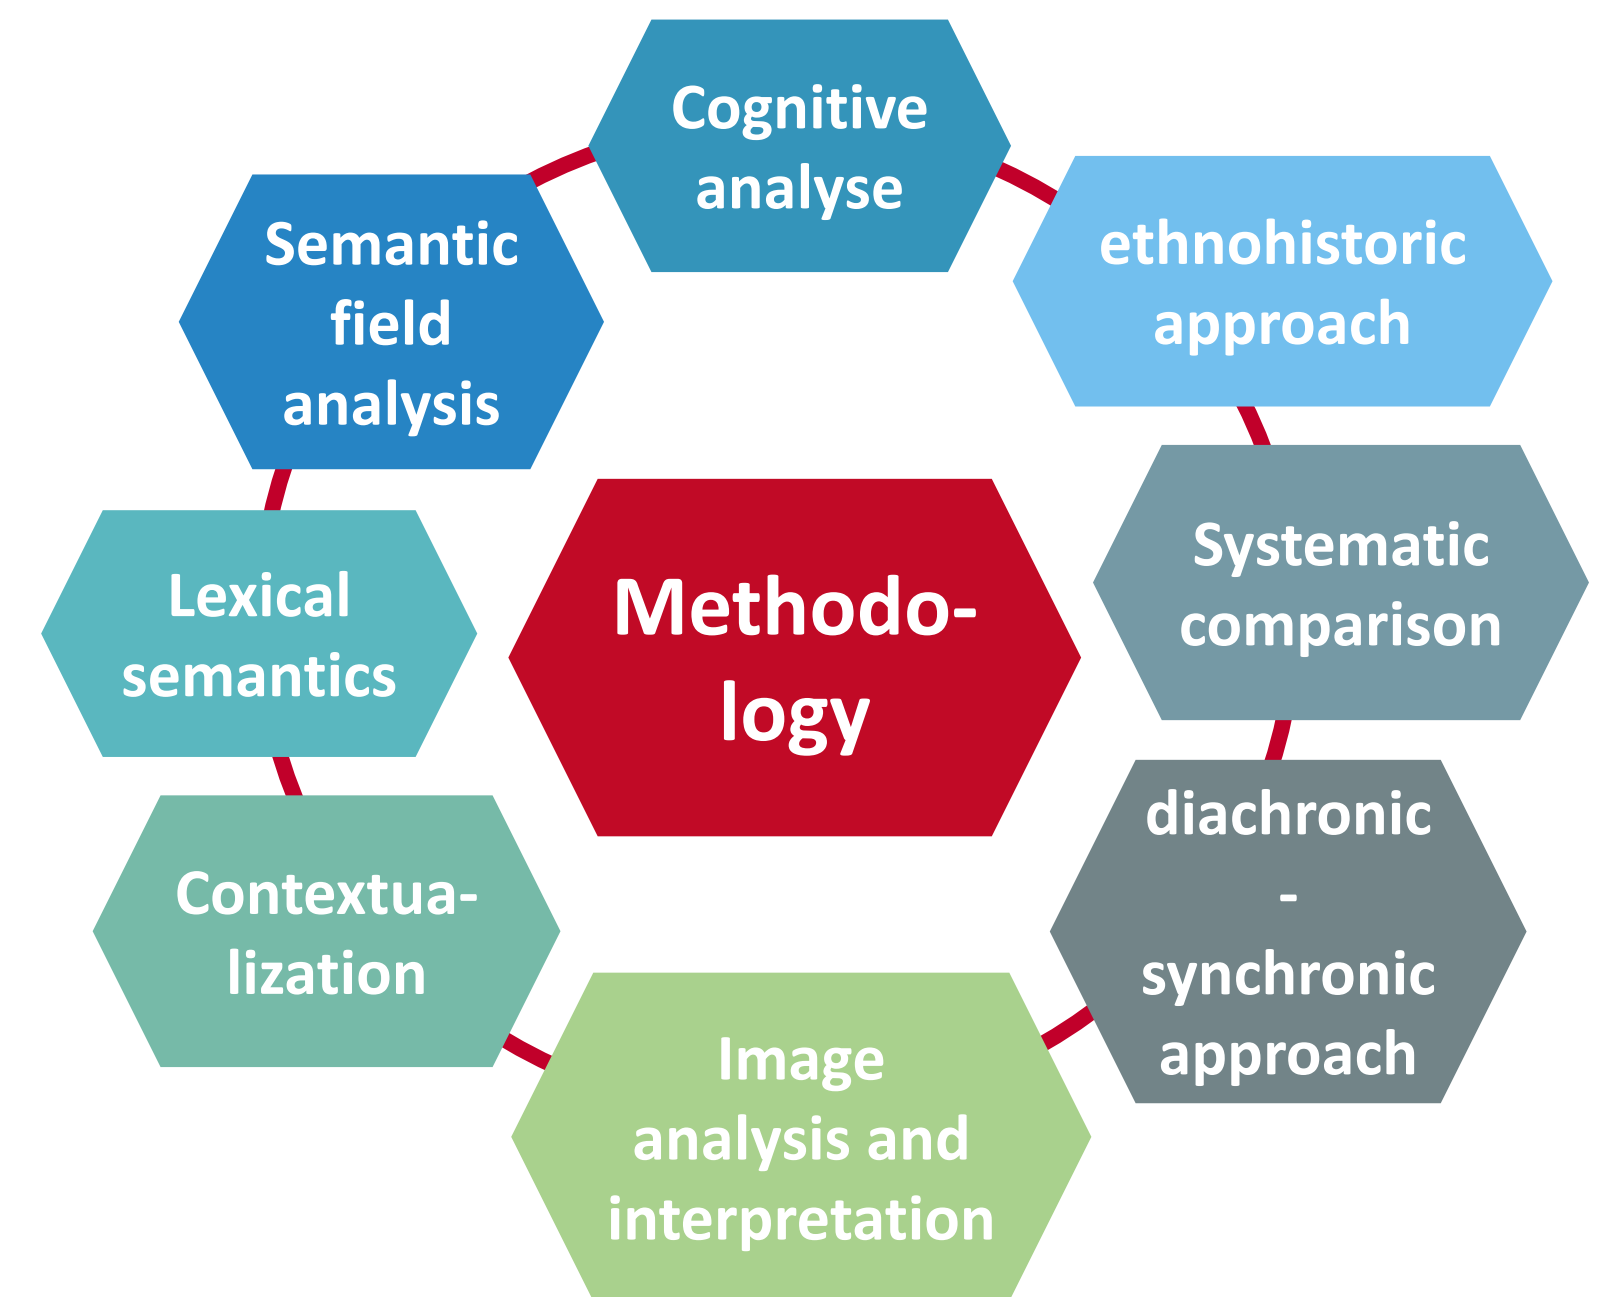 Cognitive
analyse
ethnohistoric
approach
Systematic
comparison
diachronic
-
synchronic
approach
Image
analysis and
interpretation
Contextua-
lization
Lexical
semantics
Semantic
field
analysis
Methodo-
logy